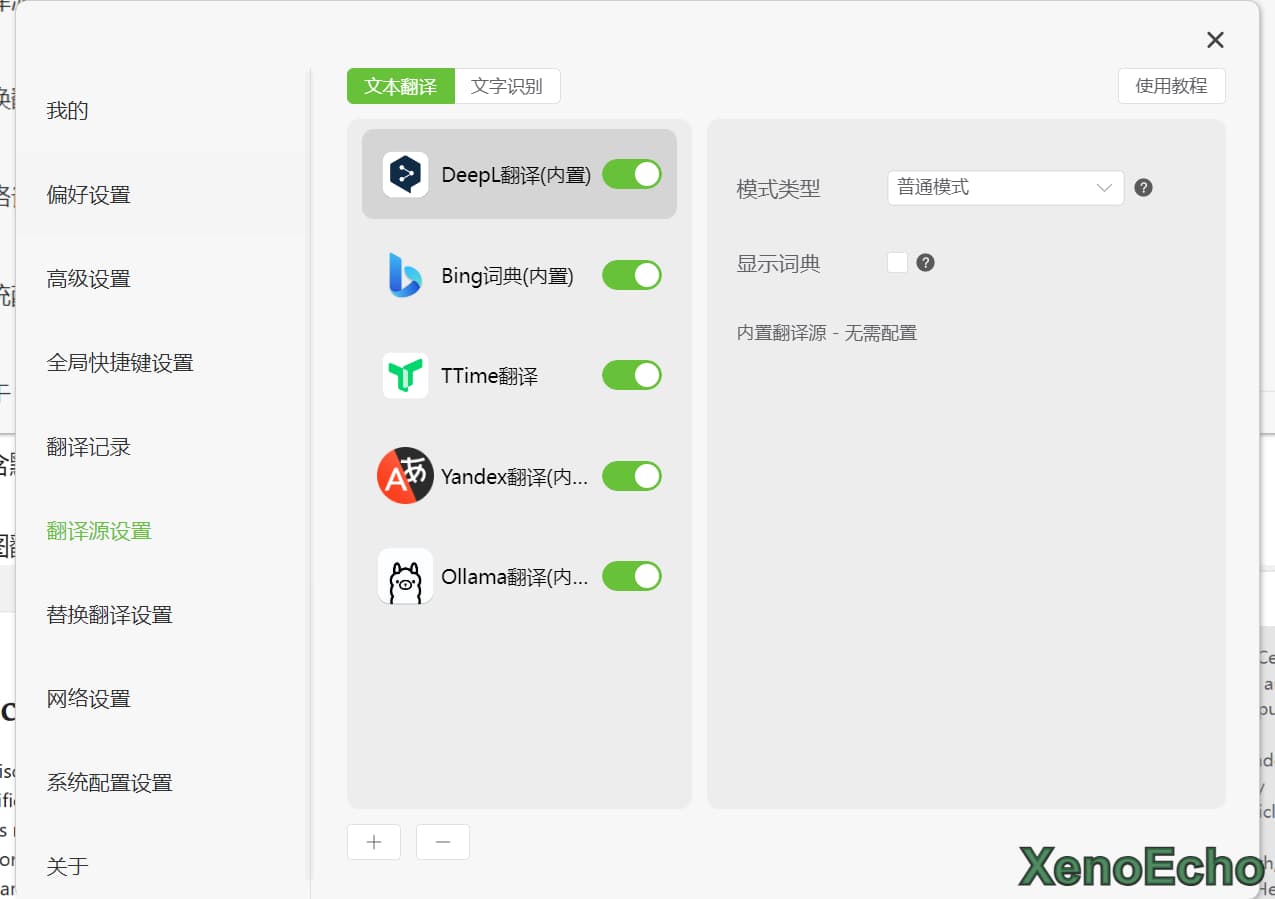 我的
偏好设置
高级设置
全局快捷键设置
翻译记录
翻译源设置
替换翻译设置
网络设置
系统配置设置
关于
文本翻译
文字识别
使用教程
DeepL翻译(内置)
Bing词典(内置)
TTime翻译
Yandex翻译(内...
Ollama翻译(内...
模式类型
普通模式
显示词典
内置翻译源 - 无需配置
XenoEcho